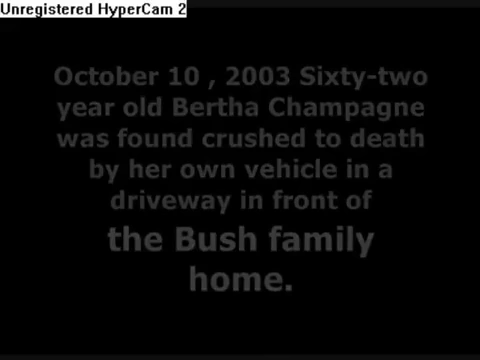 Unregistered HyperCam 2
October 10 , 2003 Sixty-two
year old Bertha Champagne
was found crushed to death
by her own vehicle in a
driveway in front of
the Bush family
home.